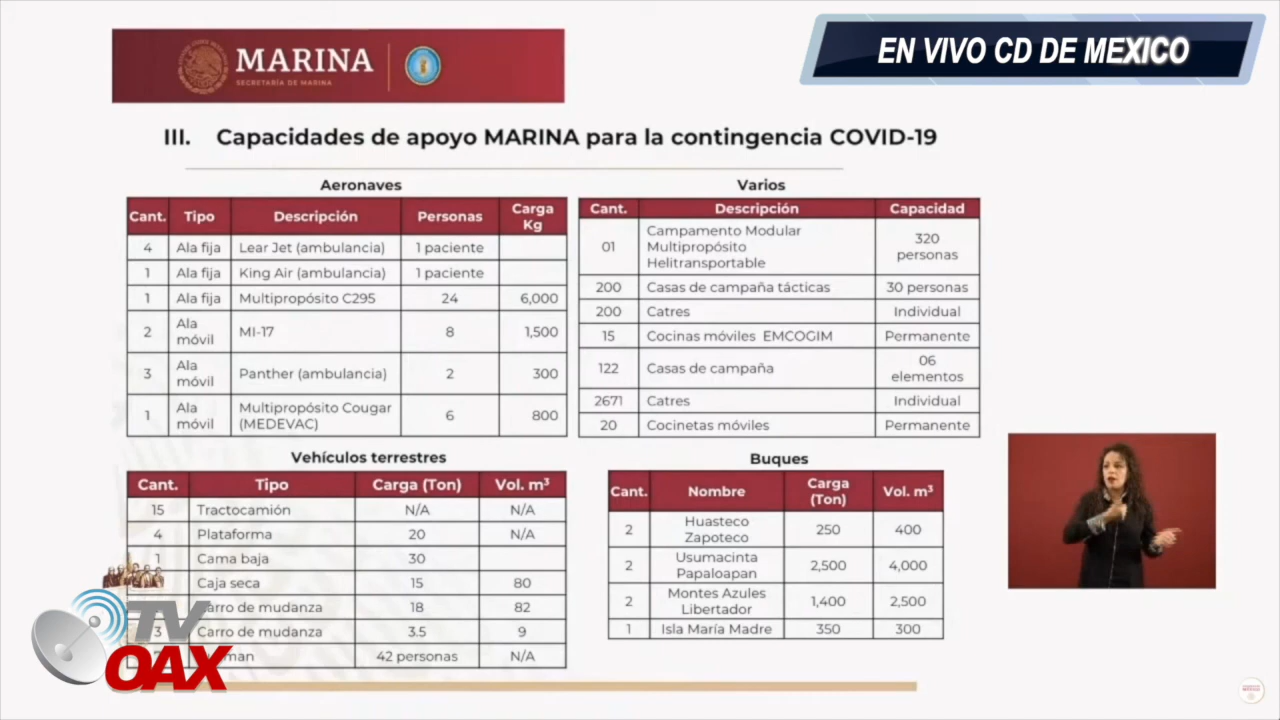 MARINA
SECRETARÍA DE MARINA
EN VIVO CD DE MEXICO
III. Capacidades de apoyo MARINA para la contingencia COVID-19
Aeronaves
Cant. Tipo Descripción Personas Carga Kg
4 Ala fija Lear Jet (ambulancia) 1 paciente
1 Ala fija King Air (ambulancia) 1 paciente
1 Ala fija Multipropósito C295 24 6,000
2 Ala móvil MI-17 8 1,500
3 Ala móvil Panther (ambulancia) 2 300
1 Ala móvil Multipropósito Cougar (MEDEVAC) 6 800
Varios
Cant. Descripción Capacidad
01 Campamento Modular Multipropósito Helitransportable 320 personas
200 Casas de campaña tácticas 30 personas
200 Catres Individual
15 Cocinas móviles EMCOGIM Permanente
122 Casas de campaña 06 elementos
2671 Catres Individual
20 Cocinetas móviles Permanente
Vehículos terrestres
Cant. Tipo Carga (Ton) Vol. m³
15 Tractocamión N/A N/A
4 Plataforma 20 N/A
1 Cama baja 30
Caja seca 15 80
de mudanza 18 82
3 Carro de mudanza 3.5 9
42 personas N/A
Buques
Cant. Nombre Carga (Ton) Vol. m³
2 Huasteco Zapoteco 250 400
2 Usumacinta Papaloapan 2,500 4,000
2 Montes Azules Libertador 1,400 2,500
1 Isla María Madre 350 300
TV
OAX